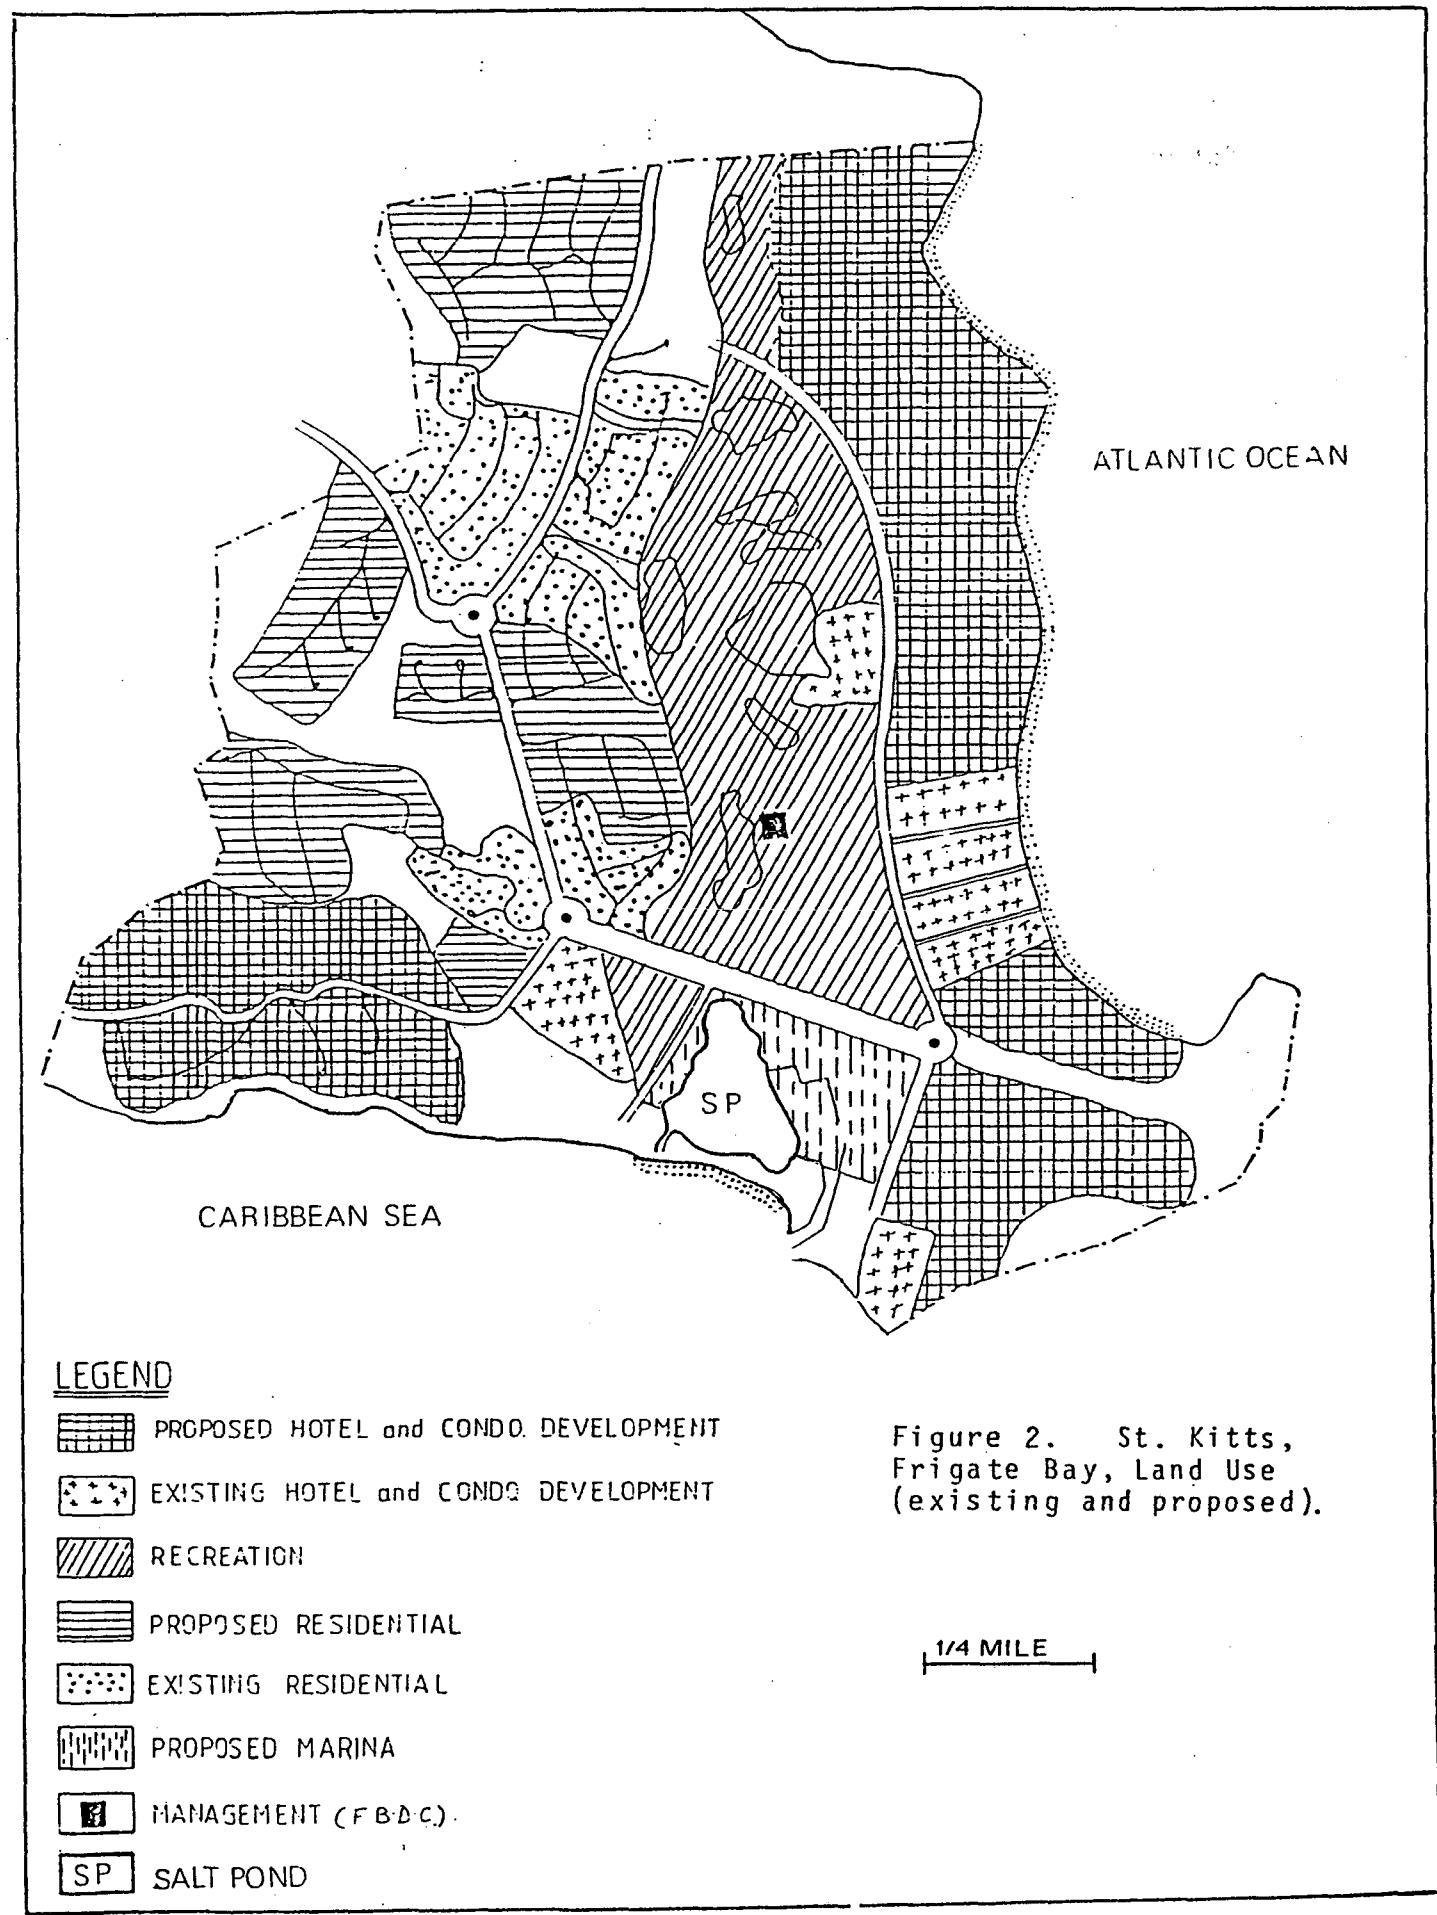 ATLANTIC OCEAN
SP
CARIBBEAN SEA
LEGEND
PROPOSED HOTEL and CONDO. DEVELOPMENT
EXISTING HOTEL and CONDO DEVELOPMENT
RECREATION
PROPOSED RESIDENTIAL
EXISTING RESIDENTIAL
PROPOSED MARINA
MANAGEMENT (F B·D·C.)
SP SALT POND
Figure 2. St. Kitts,
Frigate Bay, Land Use
(existing and proposed).
1/4 MILE